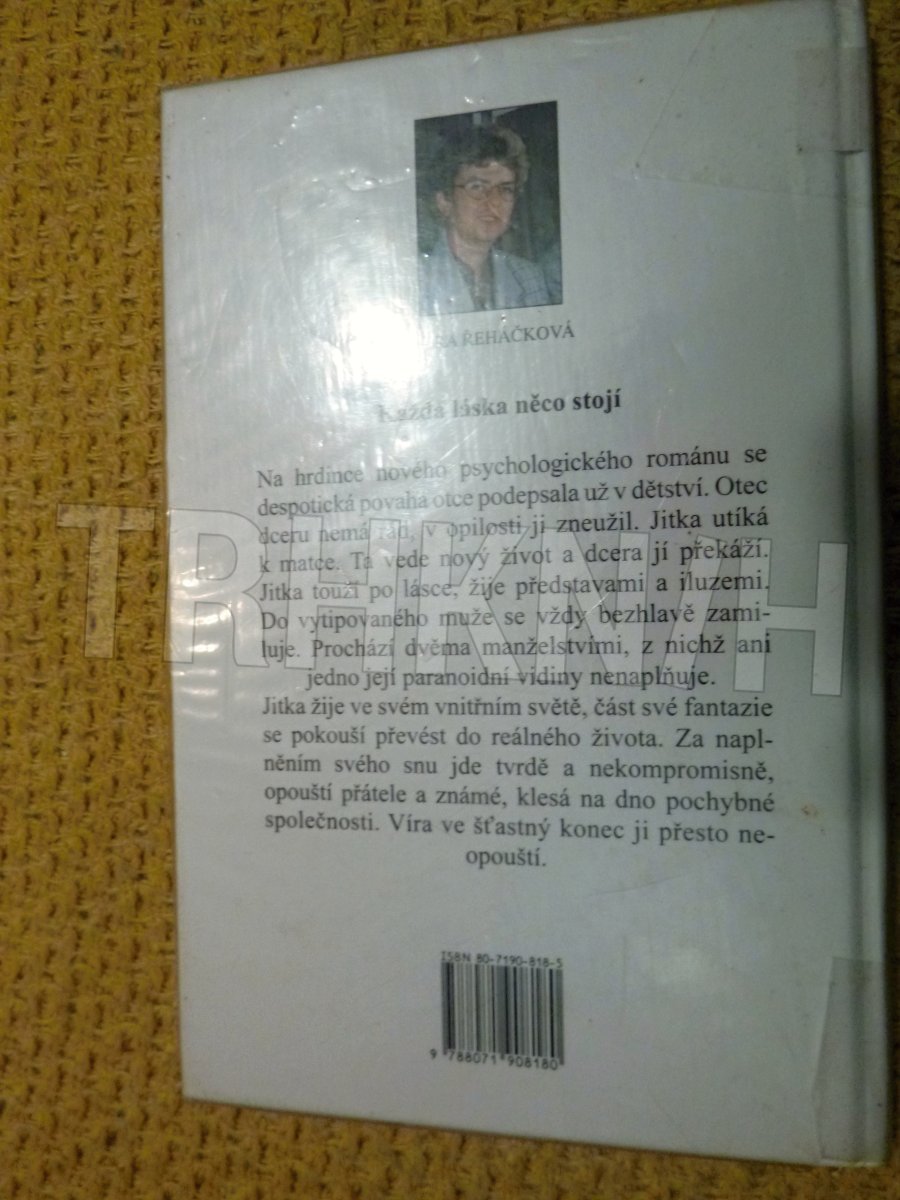 ŘEHÁČKOVÁ
Každá láska něco stojí
Na hrdince nového psychologického románu se
despotická povaha otce podepsala už v dětství. Otec
dceru nemá rád, v opilosti ji zneužil. Jitka utíká
k matce. Ta vede nový život a dcera jí překáží.
Jitka touží po lásce, žije představami a iluzemi.
Do vytipovaného muže se vždy bezhlavě zami-
luje. Prochází dvěma manželstvími, z nichž ani
jedno její paranoidní vidiny nenaplňuje.
Jitka žije ve svém vnitřním světě, část své fantazie
se pokouší převést do reálného života. Za napl-
něním svého snu jde tvrdě a nekompromisně,
opouští přátele a známé, klesá na dno pochybné
společnosti. Víra ve šťastný konec ji přesto ne-
opouští.
ISBN 80-7190-818-5
9 788071 908180
TRH KNIH